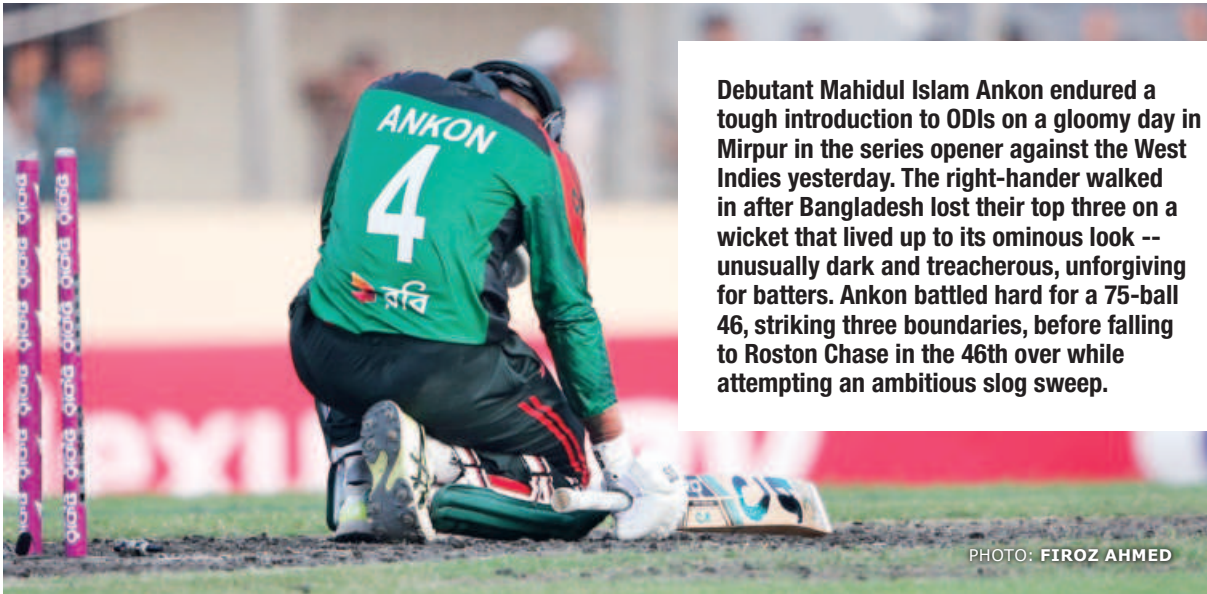 ANKON
4
রবি
Debutant Mahidul Islam Ankon endured a
tough introduction to ODIs on a gloomy day in
Mirpur in the series opener against the West
Indies yesterday. The right-hander walked
in after Bangladesh lost their top three on a
wicket that lived up to its ominous look --
unusually dark and treacherous, unforgiving
for batters. Ankon battled hard for a 75-ball
46, striking three boundaries, before falling
to Roston Chase in the 46th over while
attempting an ambitious slog sweep.
PHOTO: FIROZ AHMED